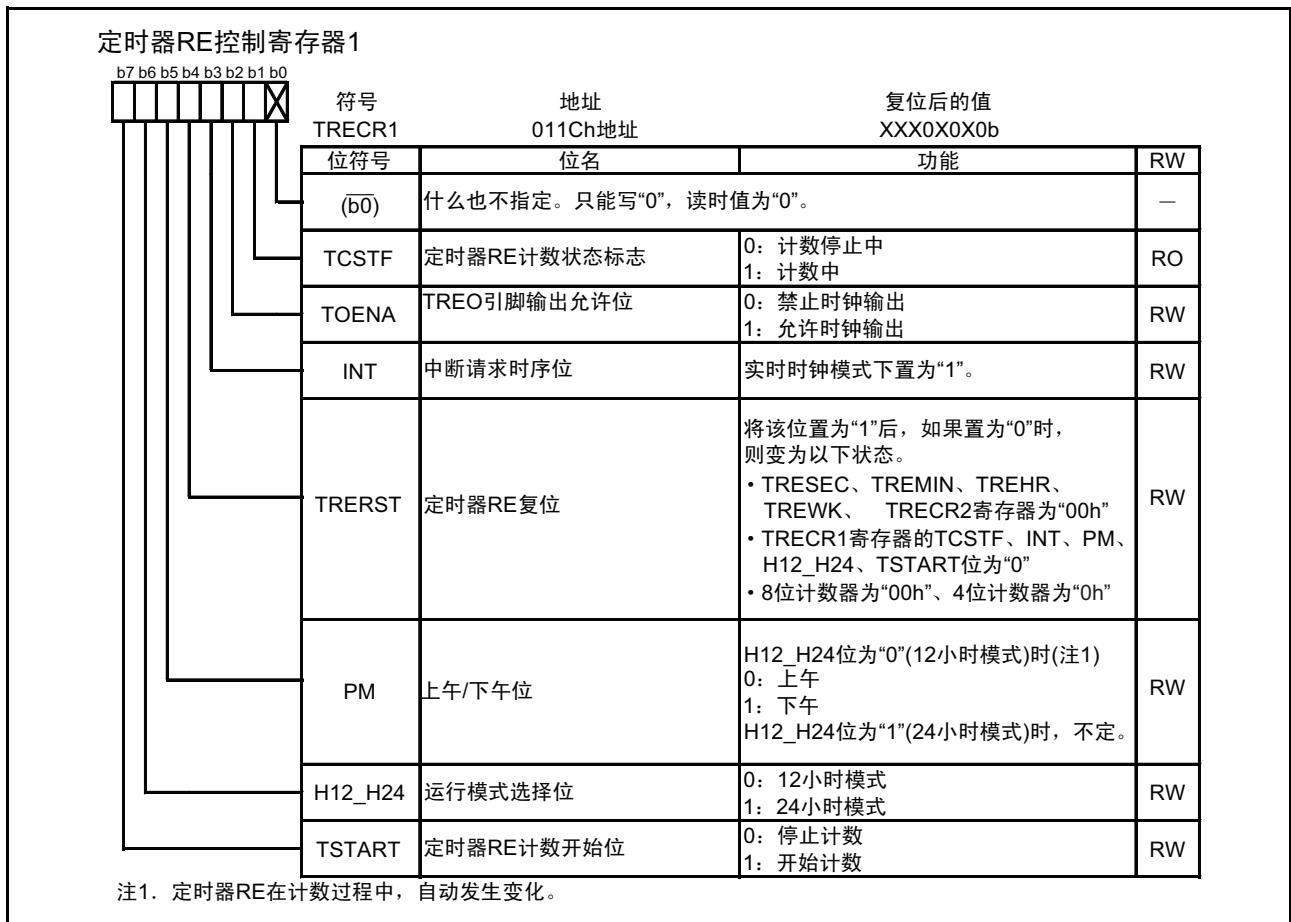 定时器RE控制寄存器1
b7 b6 b5 b4 b3 b2 b1 b0
符号 地址 复位后的值
TRECR1 011Ch地址 XXX0X0X0b
位符号 位名 功能 RW
(b0) 什么也不指定。只能写“0”，读时值为“0”。 —
TCSTF 定时器RE计数状态标志 0：计数停止中
1：计数中 RO
TOENA TREO引脚输出允许位 0：禁止时钟输出
1：允许时钟输出 RW
INT 中断请求时序位 实时时钟模式下置为“1”。 RW
TRERST 定时器RE复位 将该位置为“1”后，如果置为“0”时，
则变为以下状态。
・TRESEC、TREMIN、TREHR、
TREWK、 TRECR2寄存器为“00h”
・TRECR1寄存器的TCSTF、INT、PM、
H12_H24、TSTART位为“0”
・8位计数器为“00h”、4位计数器为“0h” RW
PM 上午/下午位 H12_H24位为“0”(12小时模式)时(注1)
0：上午
1：下午
H12_H24位为“1”(24小时模式)时，不定。 RW
H12_H24 运行模式选择位 0：12小时模式
1：24小时模式 RW
TSTART 定时器RE计数开始位 0：停止计数
1：开始计数 RW
注1．定时器RE在计数过程中，自动发生变化。